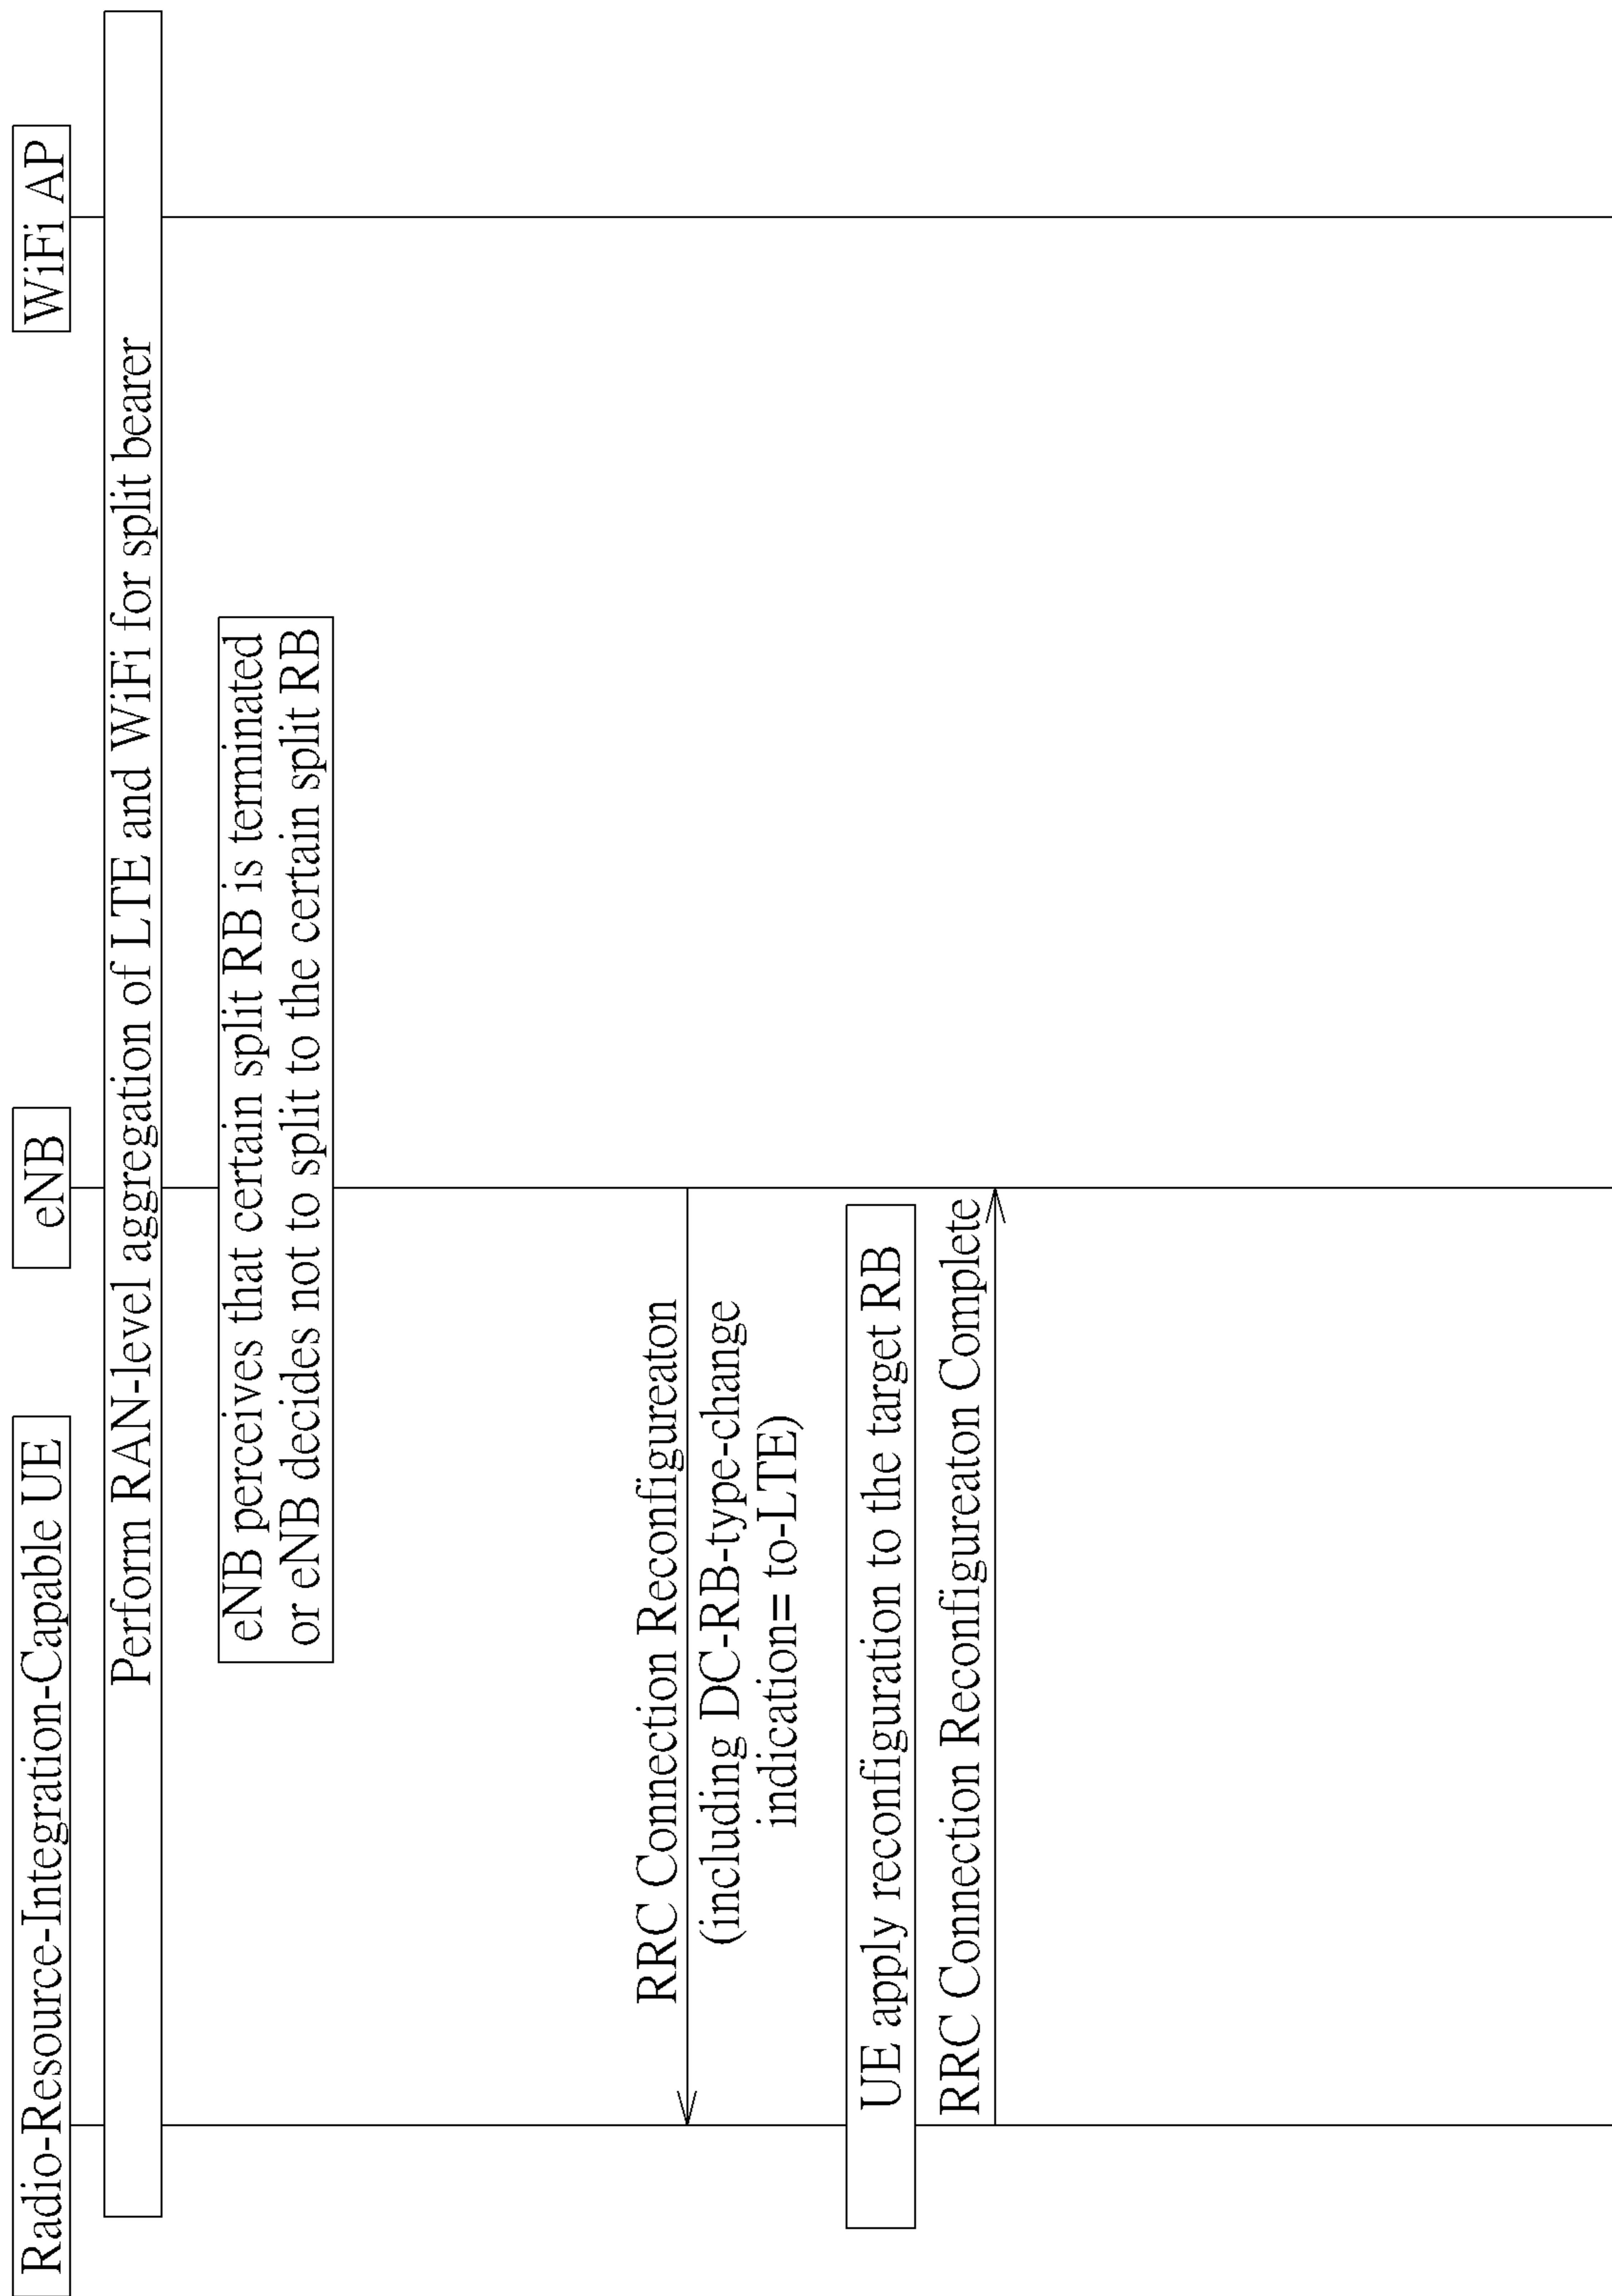 Radio-Resource-Integration-Capable UE
eNB
WiFi AP
Perform RAN-level aggregation of LTE and WiFi for split bearer
eNB perceives that certain split RB is terminated
or eNB decides not to split to the certain split RB
RRC Connection Reconfigureaton
(including DC-RB-type-change
indication= to-LTE)
UE apply reconfiguration to the target RB
RRC Connection Reconfigureaton Complete